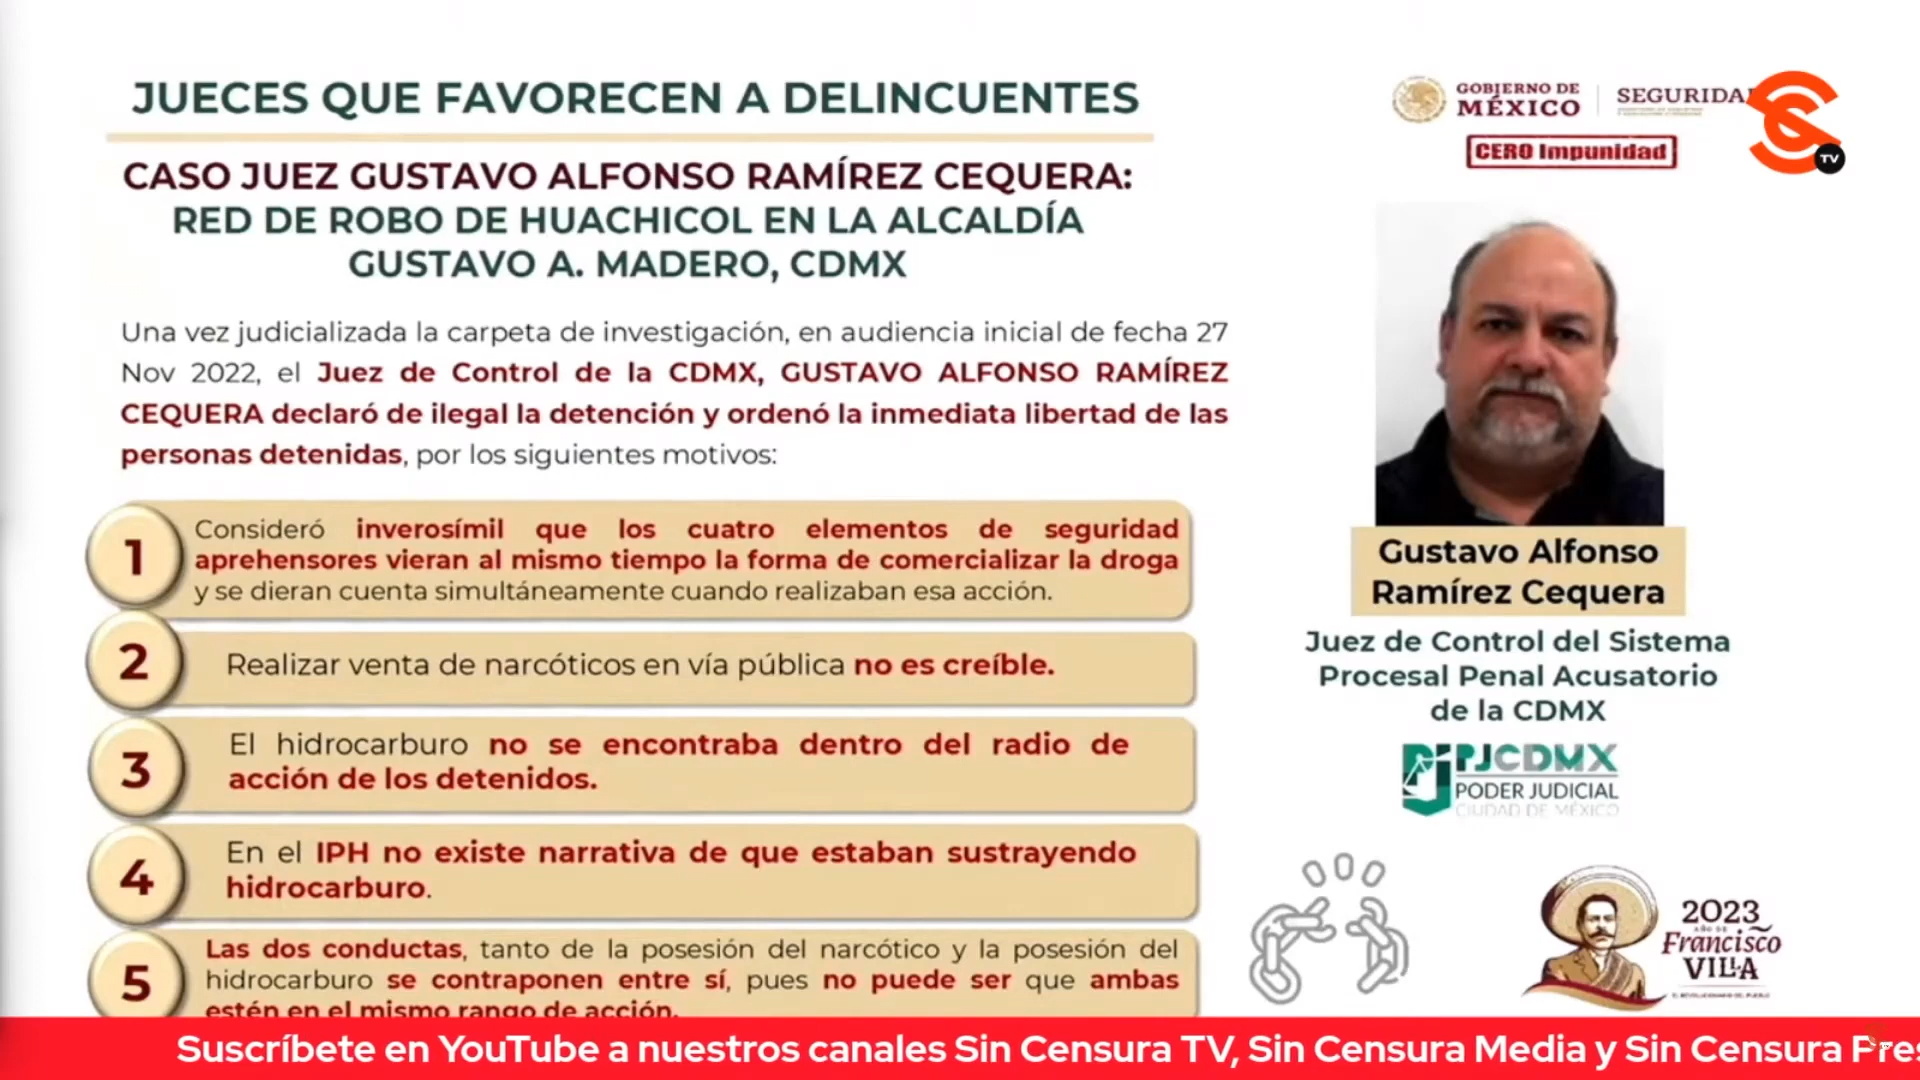 JUECES QUE FAVORECEN A DELINCUENTES
GOBIERNO DE
MÉXICO
SEGURIDA
CERO Impunidad
TV
CASO JUEZ GUSTAVO ALFONSO RAMÍREZ CEQUERA:
RED DE ROBO DE HUACHICOL EN LA ALCALDÍA
GUSTAVO A. MADERO, CDMX
Una vez judicializada la carpeta de investigación, en audiencia inicial de fecha 27
Nov 2022, el Juez de Control de la CDMX, GUSTAVO ALFONSO RAMÍREZ
CEQUERA declaró de ilegal la detención y ordenó la inmediata libertad de las
personas detenidas, por los siguientes motivos:
1
Consideró inverosímil que los cuatro elementos de seguridad
aprehensores vieran al mismo tiempo la forma de comercializar la droga
y se dieran cuenta simultáneamente cuando realizaban esa acción.
2
Realizar venta de narcóticos en vía pública no es creíble.
3
El hidrocarburo no se encontraba dentro del radio de
acción de los detenidos.
4
En el IPH no existe narrativa de que estaban sustrayendo
hidrocarburo.
5
Las dos conductas, tanto de la posesión del narcótico y la posesión del
hidrocarburo se contraponen entre sí, pues no puede ser que ambas
estén en el mismo rango de acción.
Gustavo Alfonso
Ramírez Cequera
Juez de Control del Sistema
Procesal Penal Acusatorio
de la CDMX
PJCDMX
PODER JUDICIAL
CIUDAD DE MÉXICO
2023
AÑO DE
Francisco
VILLA
EL REVOLUCIONARIO DEL PUEBLO
Suscríbete en YouTube a nuestros canales Sin Censura TV, Sin Censura Media y Sin Censura Pres